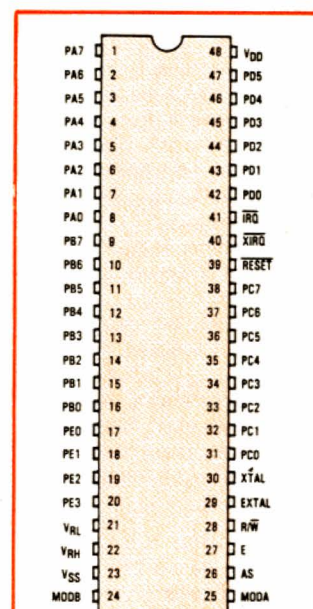 PA7 1 48 VDD
PA6 2 47 PD5
PA5 3 46 PD4
PA4 4 45 PD3
PA3 5 44 PD2
PA2 6 43 PD1
PA1 7 42 PD0
PA0 8 41 I̅R̅Q̅
PB7 9 40 X̅I̅R̅Q̅
PB6 10 39 R̅E̅S̅E̅T̅
PB5 11 38 PC7
PB4 12 37 PC6
PB3 13 36 PC5
PB2 14 35 PC4
PB1 15 34 PC3
PB0 16 33 PC2
PE0 17 32 PC1
PE1 18 31 PC0
PE2 19 30 XTAL
PE3 20 29 EXTAL
VRL 21 28 R/W̅
VRH 22 27 E
VSS 23 26 AS
MODB 24 25 MODA